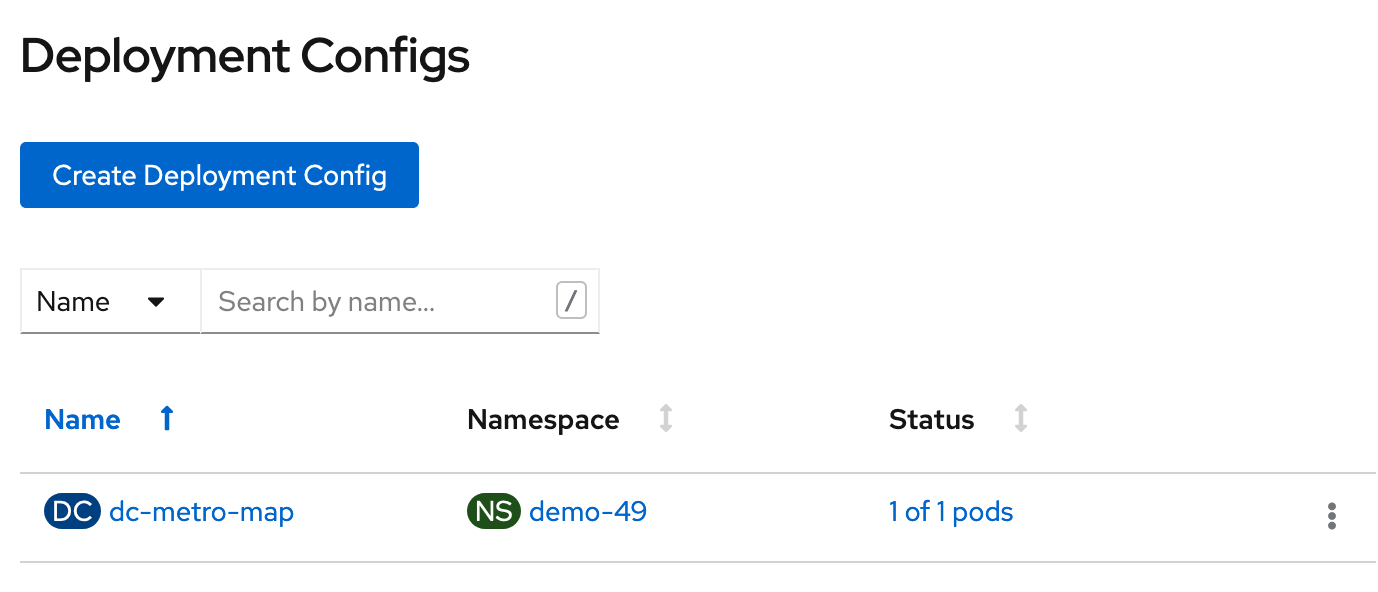 Deployment Configs
Create Deployment Config
Name Search by name... /
Name Namespace Status
DC dc-metro-map NS demo-49 1 of 1 pods